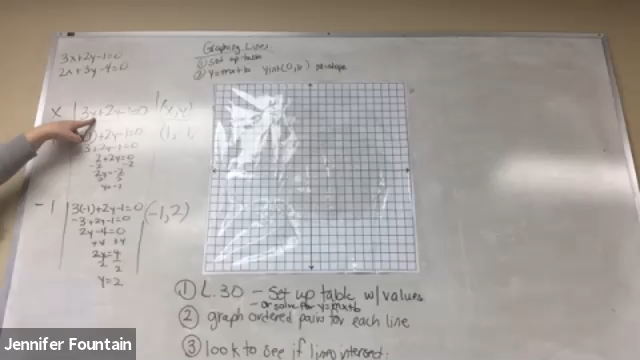 3x+2y-1=0
2x+3y-4=0
Graphing Lines
① Set up table
② y=mx+b yint(0,b) m=slope
x 3x+2y-1=0 (x,y)
+2y-1=0 (1,-1
3+2y-1=0
2+2y=0
-2 -2
2y=-2
2 2
y=-1
-1 3(-1)+2y-1=0 (-1,2)
-3+2y-1=0
2y-4=0
+4 +4
2y=4
2 2
y=2
① L.30 - Set up table w/values
- or solve for y=mx+b
② graph ordered pairs for each line
③ look to see if lines intersect.
Jennifer Fountain